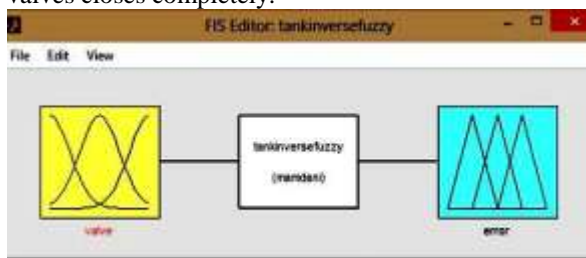 valves closes completely.
FIS Editor: tankinversefuzzy
File Edit View
tankinversefuzzy
(mamdani)
valve
error